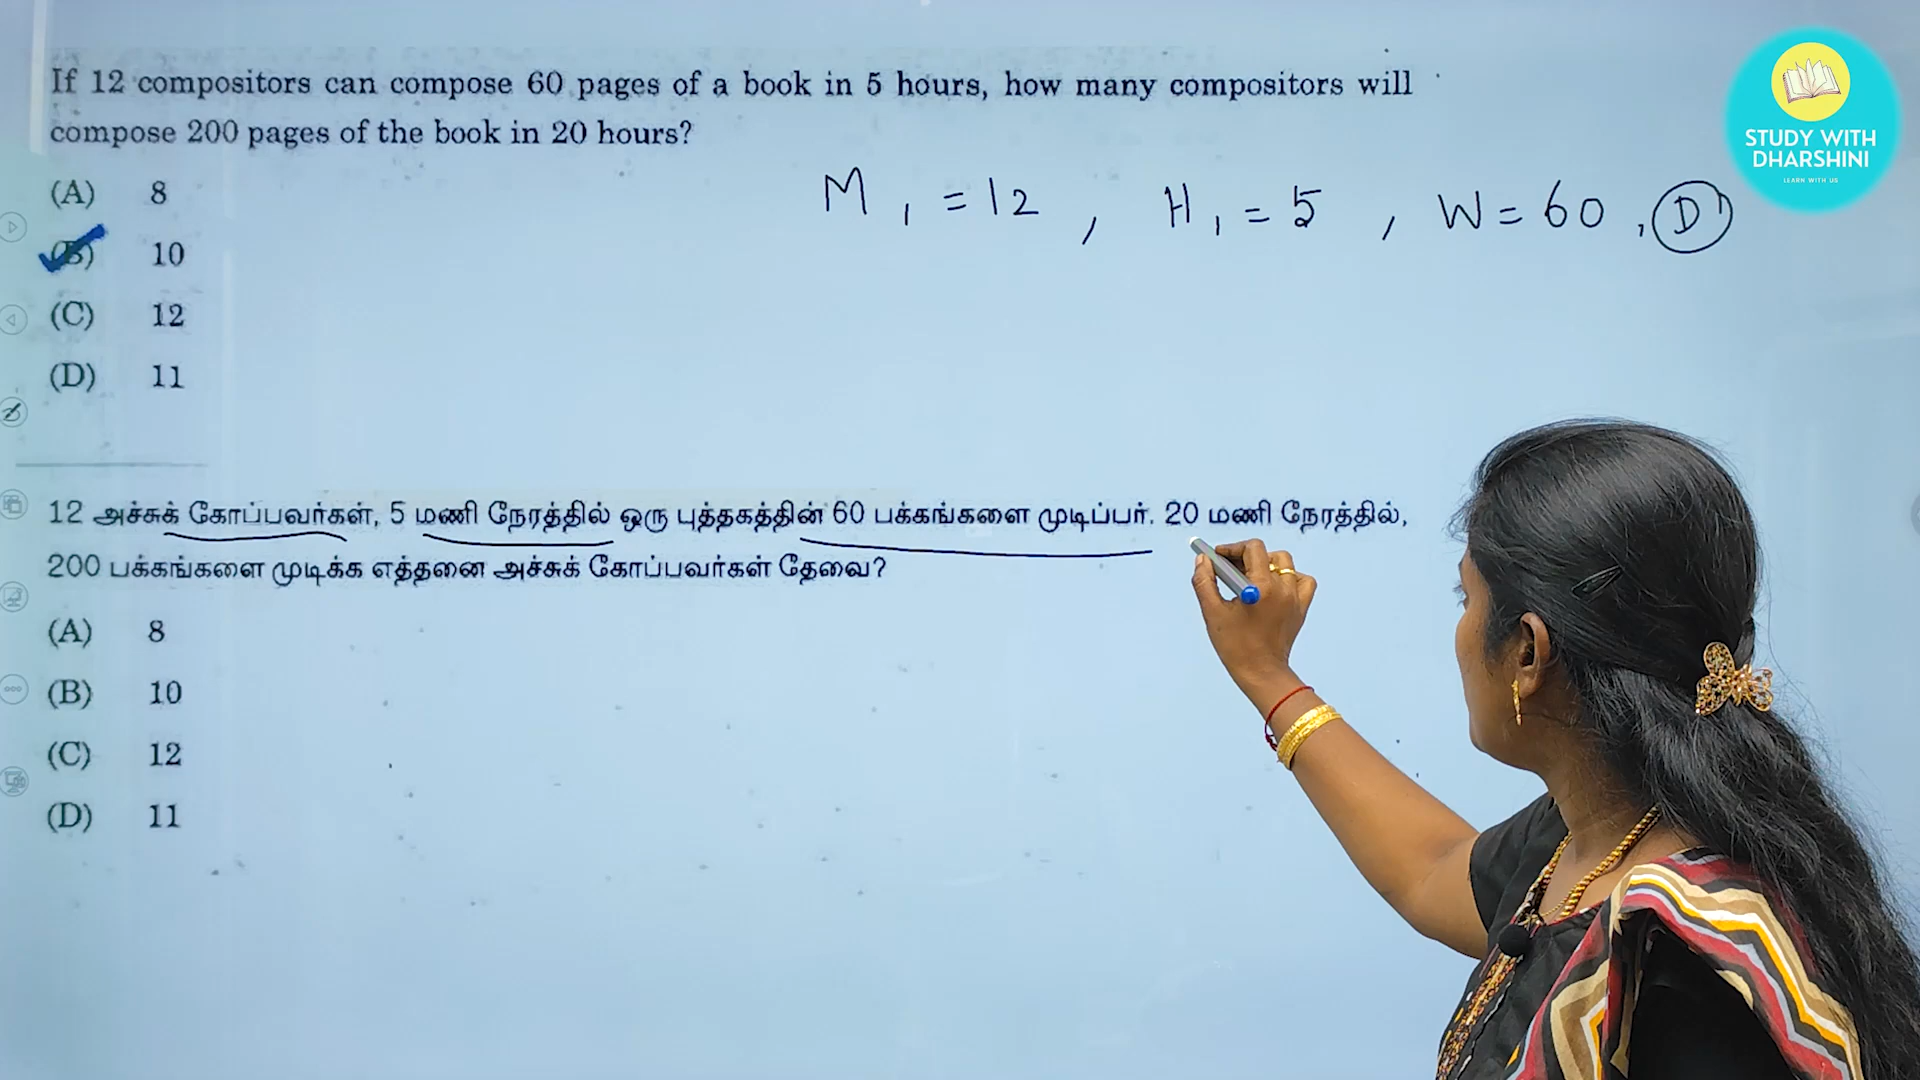 If 12 compositors can compose 60 pages of a book in 5 hours, how many compositors will
compose 200 pages of the book in 20 hours?
(A) 8
(B) 10
(C) 12
(D) 11
M₁ = 12 , H₁ = 5 , W = 60 , D₁
12 அச்சுக் கோப்பவர்கள், 5 மணி நேரத்தில் ஒரு புத்தகத்தின் 60 பக்கங்களை முடிப்பர். 20 மணி நேரத்தில்,
200 பக்கங்களை முடிக்க எத்தனை அச்சுக் கோப்பவர்கள் தேவை?
(A) 8
(B) 10
(C) 12
(D) 11
STUDY WITH
DHARSHINI
LEARN WITH US